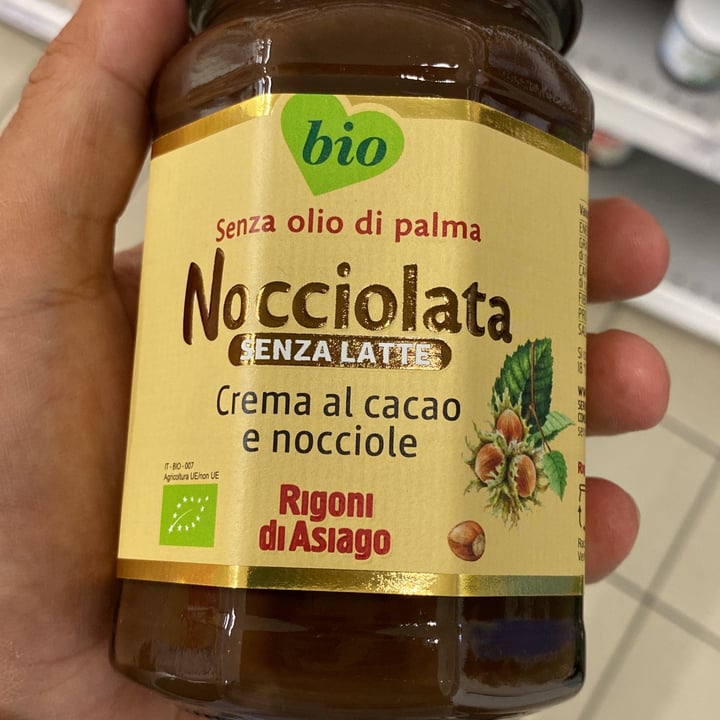 bio
Senza olio di palma
Nocciolata
SENZA LATTE
Crema al cacao
e nocciole
IT - BIO - 007
Agricoltura UE/non UE
Rigoni
di Asiago